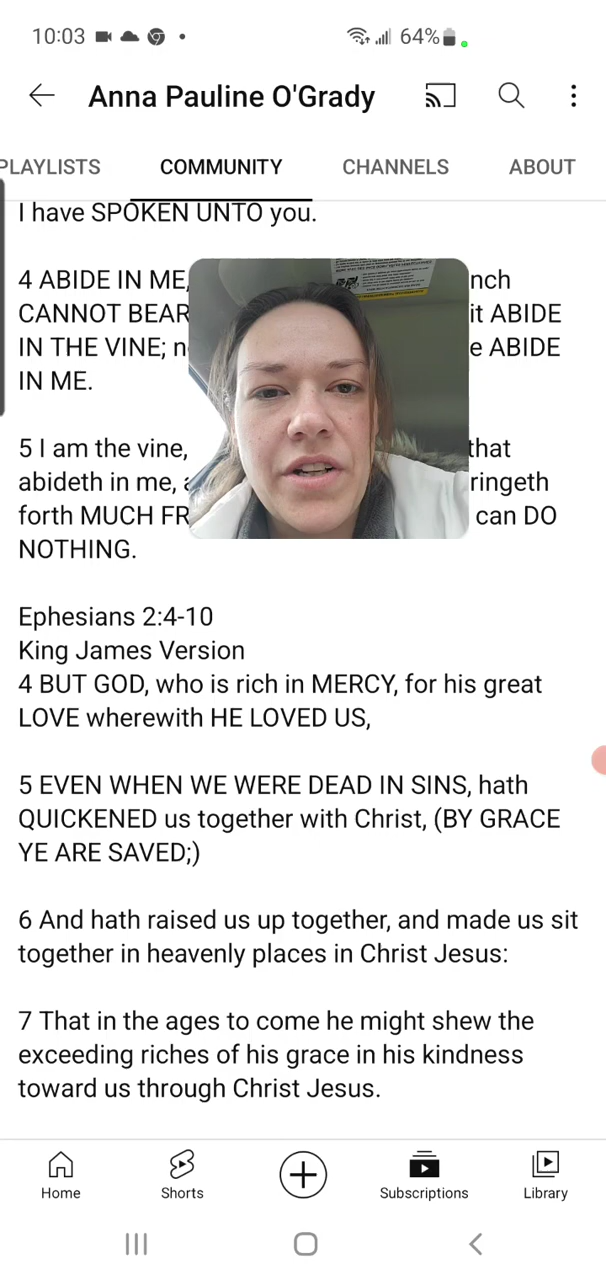 10:03
64%
Anna Pauline O'Grady
PLAYLISTS COMMUNITY CHANNELS ABOUT
I have SPOKEN UNTO you.
4 ABIDE IN ME, nch
CANNOT BEAR it ABIDE
IN THE VINE; n e ABIDE
IN ME.
5 I am the vine, that
abideth in me, ringeth
forth MUCH FR can DO
NOTHING.
Ephesians 2:4-10
King James Version
4 BUT GOD, who is rich in MERCY, for his great
LOVE wherewith HE LOVED US,
5 EVEN WHEN WE WERE DEAD IN SINS, hath
QUICKENED us together with Christ, (BY GRACE
YE ARE SAVED;)
6 And hath raised us up together, and made us sit
together in heavenly places in Christ Jesus:
7 That in the ages to come he might shew the
exceeding riches of his grace in his kindness
toward us through Christ Jesus.
Home Shorts Subscriptions Library